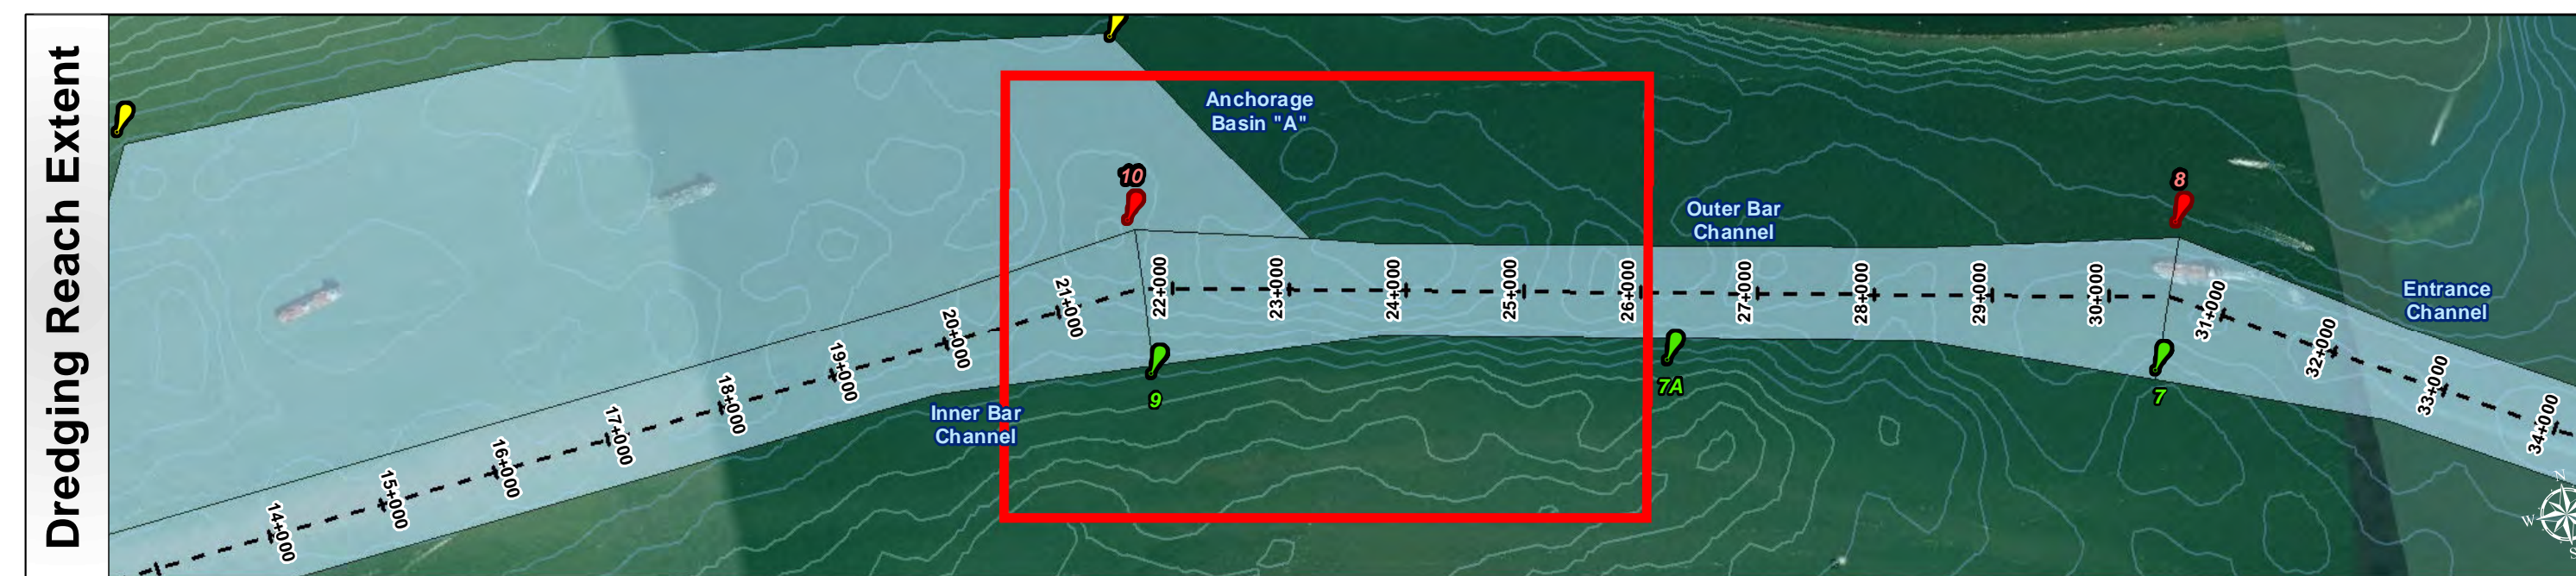 Dredging Reach Extent
Anchorage
Basin "A"
10
8
Outer Bar
Channel
Entrance
Channel
14+000
15+000
16+000
17+000
18+000
19+000
20+000
21+000
22+000
23+000
24+000
25+000
26+000
27+000
28+000
29+000
30+000
31+000
32+000
33+000
34+000
Inner Bar
Channel
9
7A
7
N
W
S